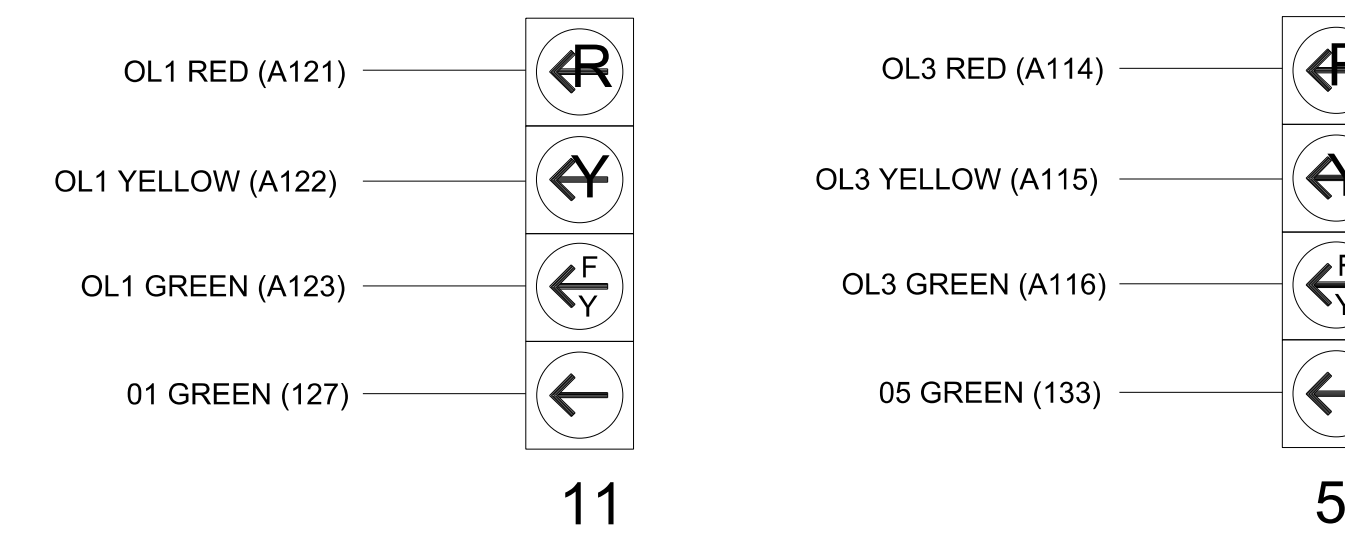 OL1 RED (A121)
R
OL1 YELLOW (A122)
Y
OL1 GREEN (A123)
F
Y
01 GREEN (127)
11
OL3 RED (A114)
OL3 YELLOW (A115)
OL3 GREEN (A116)
05 GREEN (133)
5